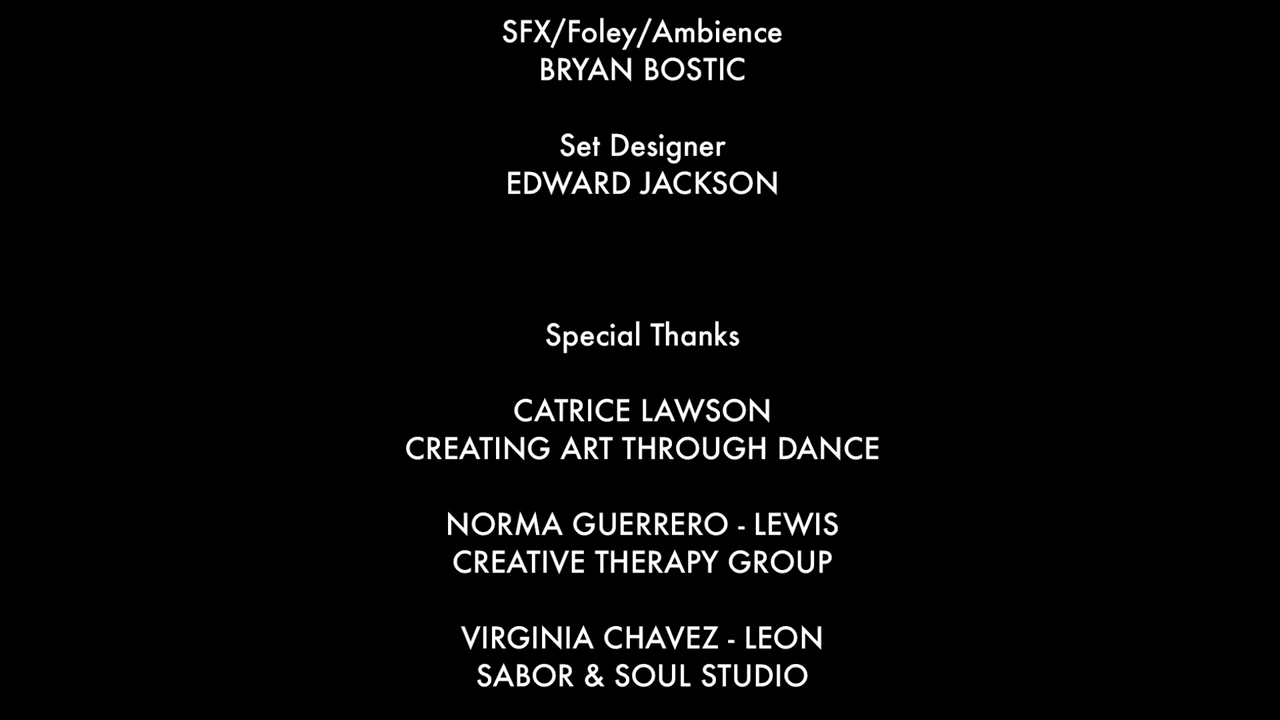 SFX/Foley/Ambience
BRYAN BOSTIC
Set Designer
EDWARD JACKSON
Special Thanks
CATRICE LAWSON
CREATING ART THROUGH DANCE
NORMA GUERRERO - LEWIS
CREATIVE THERAPY GROUP
VIRGINIA CHAVEZ - LEON
SABOR & SOUL STUDIO